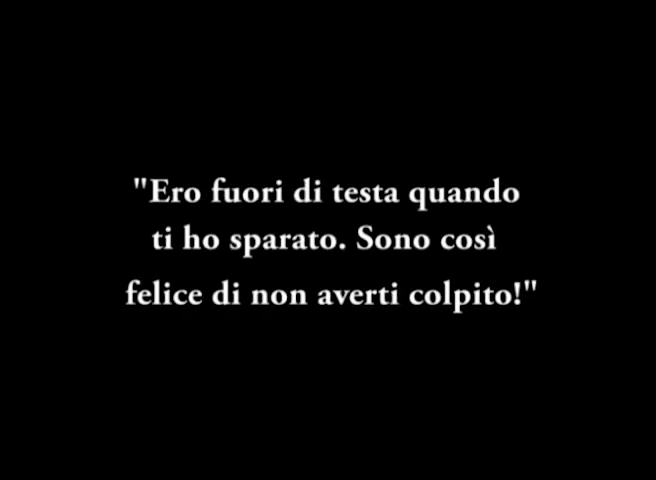 "Ero fuori di testa quando
ti ho sparato. Sono così
felice di non averti colpito!"